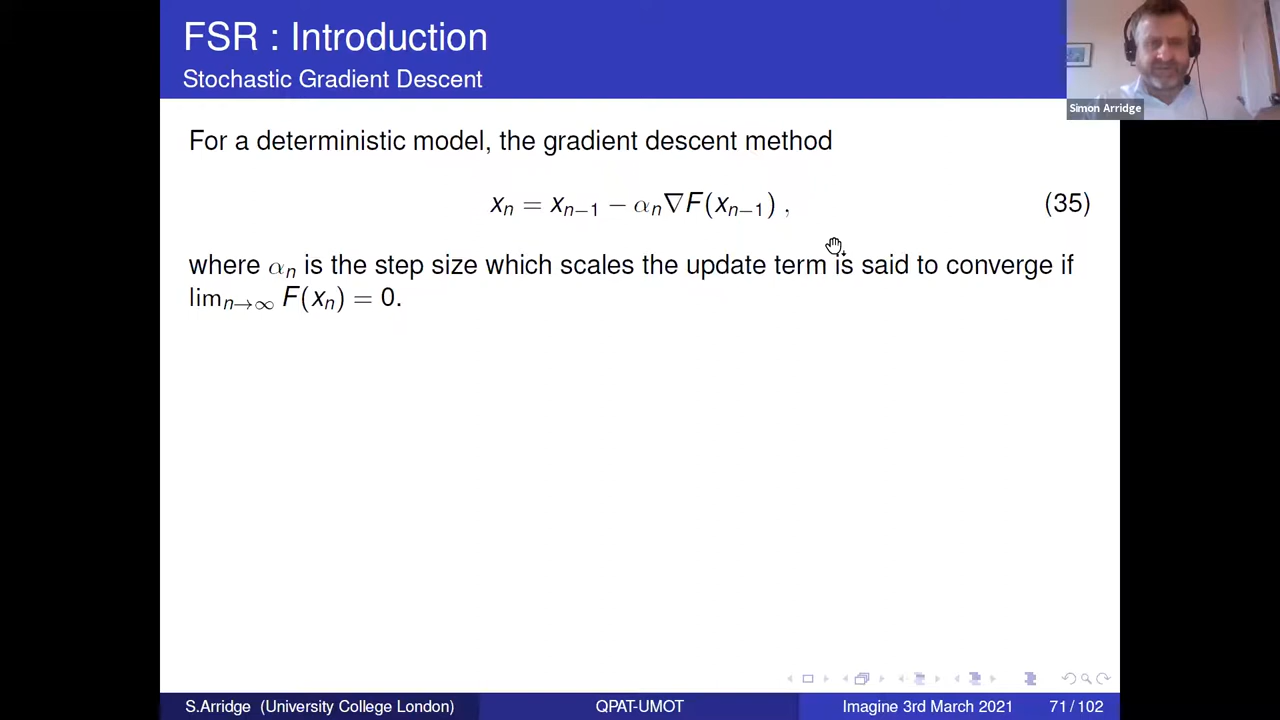 FSR : Introduction
Stochastic Gradient Descent
Simon Arridge
For a deterministic model, the gradient descent method
xₙ = xₙ₋₁ − αₙ∇F(xₙ₋₁) , (35)
where αₙ is the step size which scales the update term is said to converge if
limₙ→∞ F(xₙ) = 0.
S.Arridge (University College London) QPAT-UMOT Imagine 3rd March 2021 71 / 102